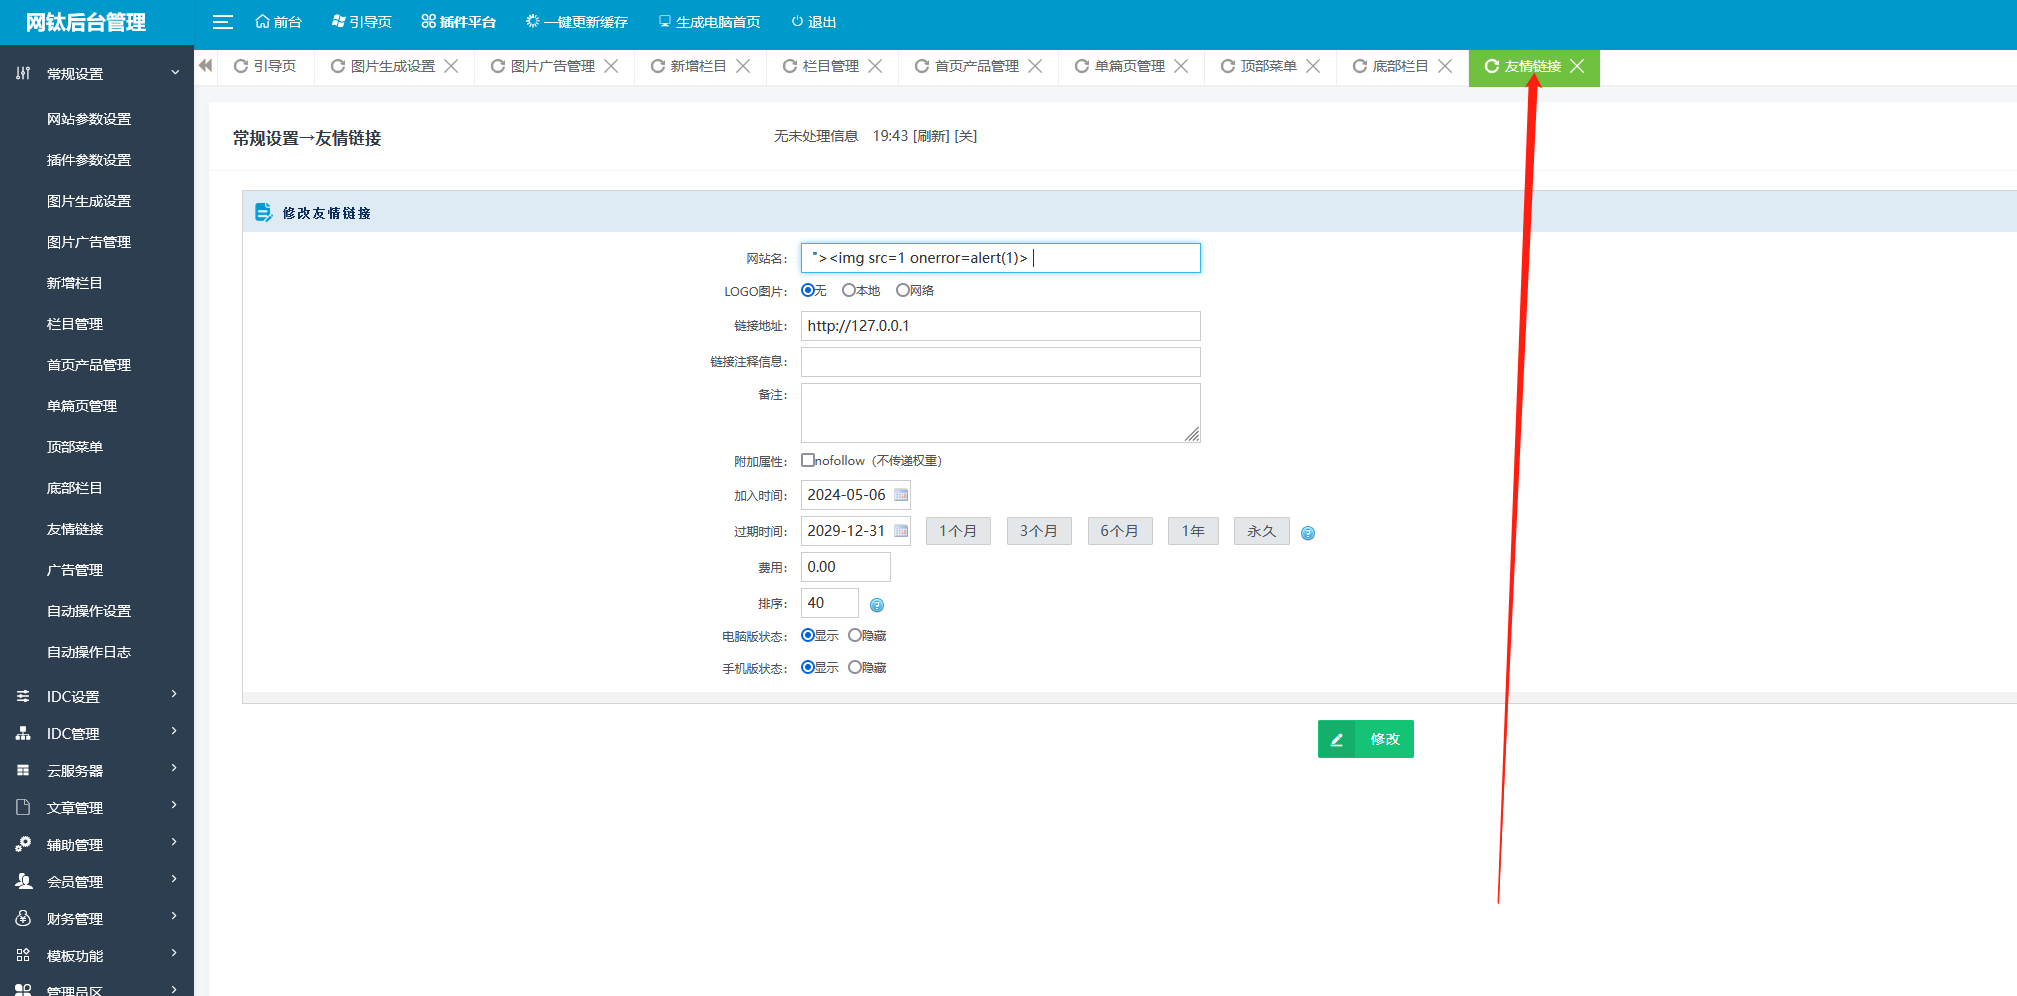 网钛后台管理
前台 引导页 插件平台 一键更新缓存 生成电脑首页 退出
引导页 图片生成设置 图片广告管理 新增栏目 栏目管理 首页产品管理 单篇页管理 顶部菜单 底部栏目 友情链接
常规设置
网站参数设置
插件参数设置
图片生成设置
图片广告管理
新增栏目
栏目管理
首页产品管理
单篇页管理
顶部菜单
底部栏目
友情链接
广告管理
自动操作设置
自动操作日志
IDC设置
IDC管理
云服务器
文章管理
辅助管理
会员管理
财务管理
模板功能
管理员区
常规设置→友情链接
无未处理信息 19:43 [刷新] [关]
修改友情链接
网站名: "><img src=1 onerror=alert(1)>
LOGO图片: 无 本地 网络
链接地址: http://127.0.0.1
链接注释信息:
备注:
附加属性: nofollow（不传递权重）
加入时间: 2024-05-06
过期时间: 2029-12-31 1个月 3个月 6个月 1年 永久
费用: 0.00
排序: 40
电脑版状态: 显示 隐藏
手机版状态: 显示 隐藏
修改